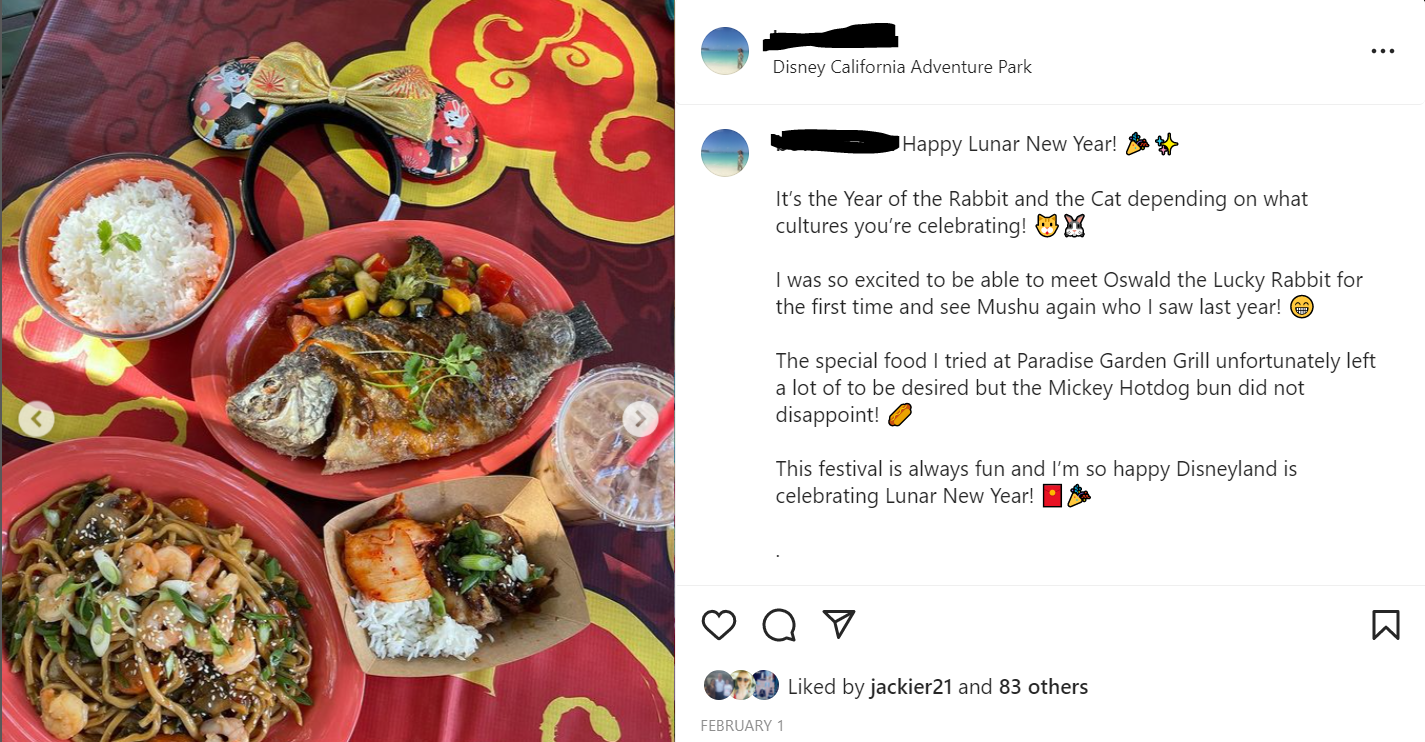 Disney California Adventure Park
Happy Lunar New Year! 🎉✨
It’s the Year of the Rabbit and the Cat depending on what
cultures you’re celebrating! 🐱🐰
I was so excited to be able to meet Oswald the Lucky Rabbit for
the first time and see Mushu again who I saw last year! 😁
The special food I tried at Paradise Garden Grill unfortunately left
a lot of to be desired but the Mickey Hotdog bun did not
disappoint! 🌭
This festival is always fun and I’m so happy Disneyland is
celebrating Lunar New Year! 🧧🎉
.
Liked by jackier21 and 83 others
FEBRUARY 1